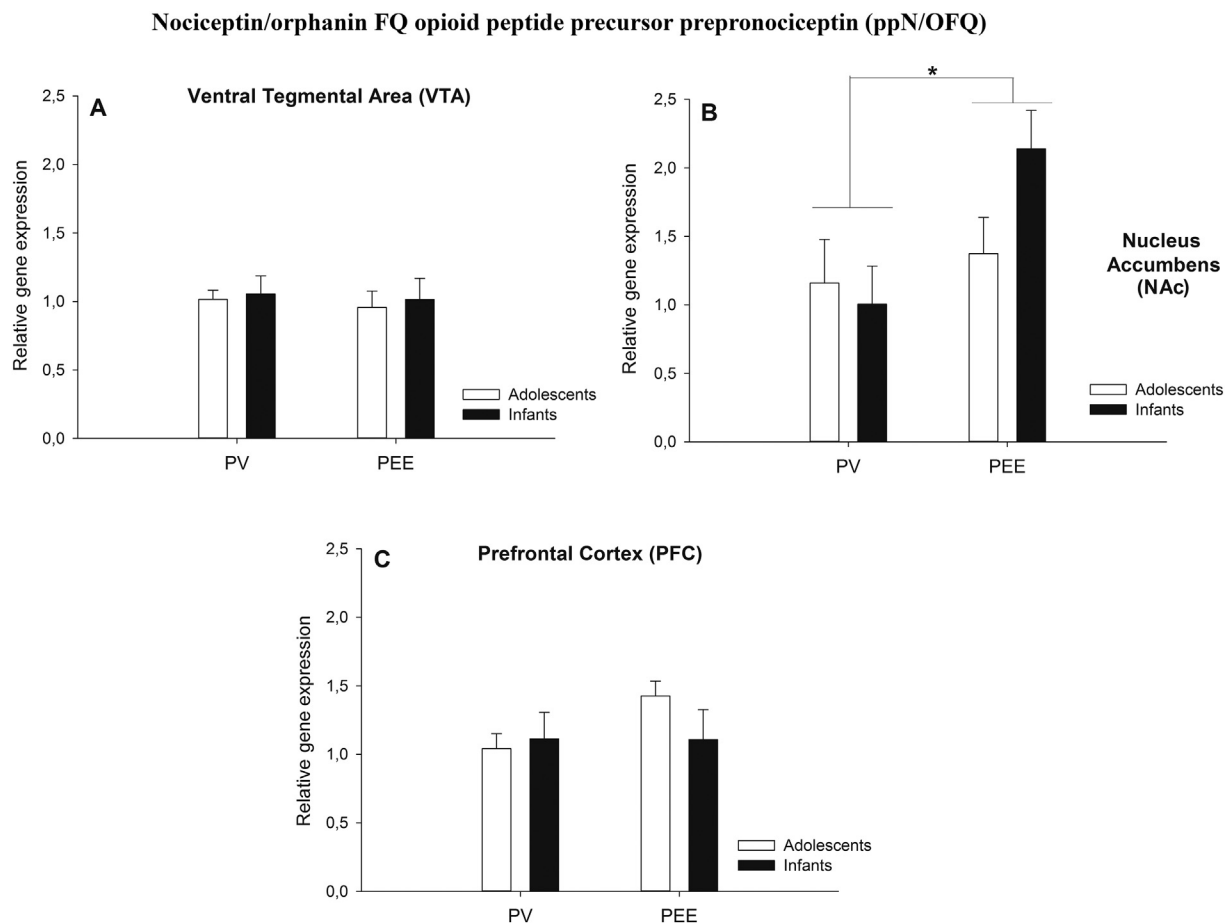 Nociceptin/orphanin FQ opioid peptide precursor prepronociceptin (ppN/OFQ)
A
Ventral Tegmental Area (VTA)
Relative gene expression
2,5
2,0
1,5
1,0
0,5
0,0
PV
PEE
Adolescents
Infants
B
*
Relative gene expression
2,5
2,0
1,5
1,0
0,5
0,0
PV
PEE
Adolescents
Infants
Nucleus
Accumbens
(NAc)
C
Prefrontal Cortex (PFC)
Relative gene expression
2,5
2,0
1,5
1,0
0,5
0,0
PV
PEE
Adolescents
Infants